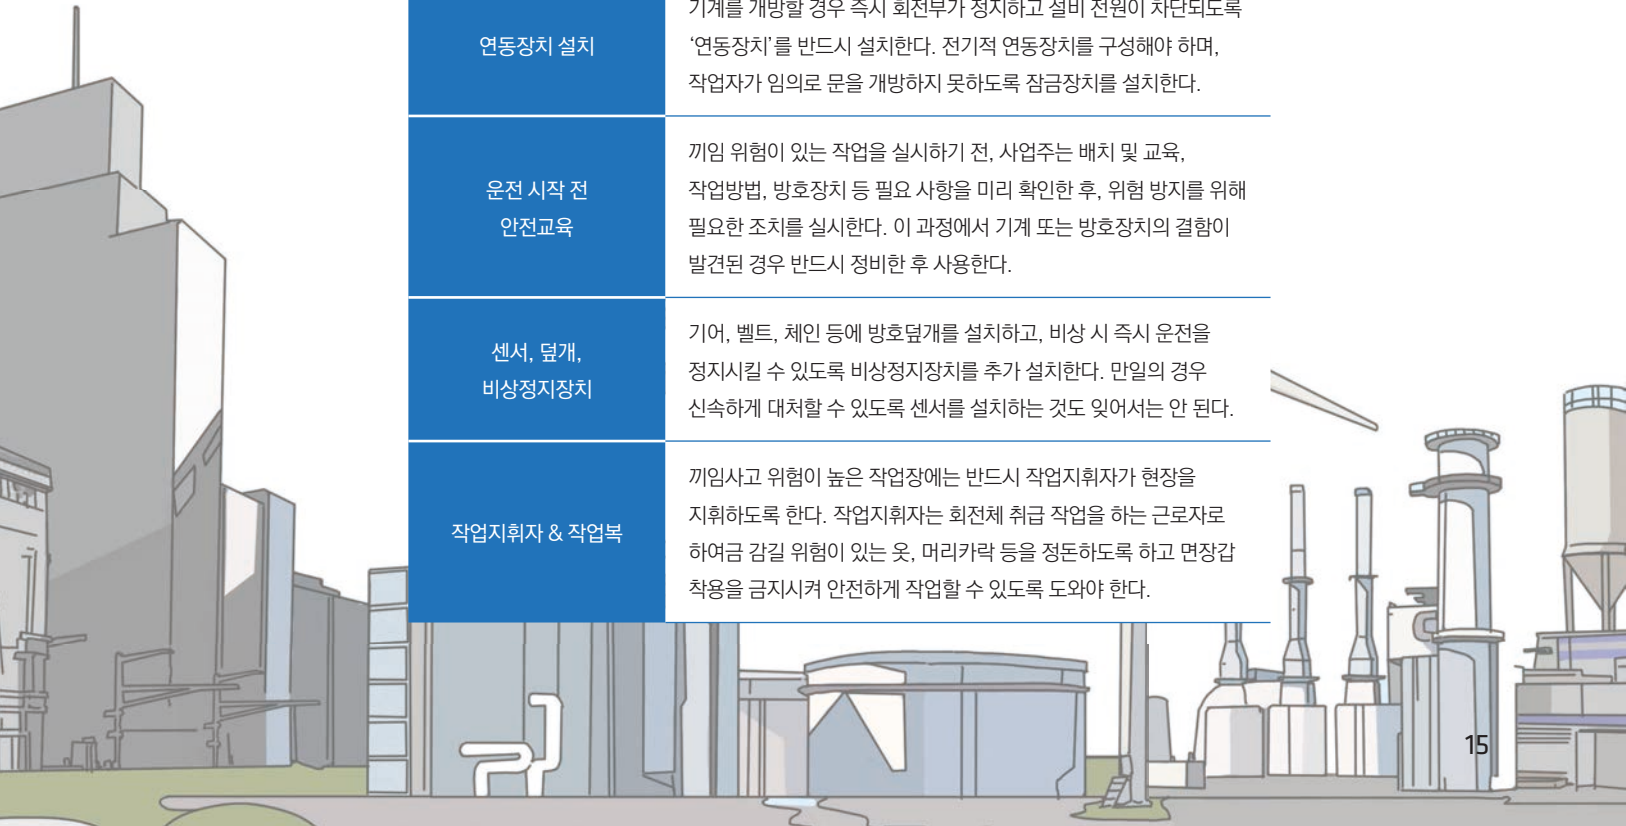 연동장치 설치
기계를 개방할 경우 즉시 회전부가 정지하고 설비 전원이 차단되도록
‘연동장치’를 반드시 설치한다. 전기적 연동장치를 구성해야 하며,
작업자가 임의로 문을 개방하지 못하도록 잠금장치를 설치한다.
운전 시작 전
안전교육
끼임 위험이 있는 작업을 실시하기 전, 사업주는 배치 및 교육,
작업방법, 방호장치 등 필요 사항을 미리 확인한 후, 위험 방지를 위해
필요한 조치를 실시한다. 이 과정에서 기계 또는 방호장치의 결함이
발견된 경우 반드시 정비한 후 사용한다.
센서, 덮개,
비상정지장치
기어, 벨트, 체인 등에 방호덮개를 설치하고, 비상 시 즉시 운전을
정지시킬 수 있도록 비상정지장치를 추가 설치한다. 만일의 경우
신속하게 대처할 수 있도록 센서를 설치하는 것도 잊어서는 안 된다.
작업지휘자 & 작업복
끼임사고 위험이 높은 작업장에는 반드시 작업지휘자가 현장을
지휘하도록 한다. 작업지휘자는 회전체 취급 작업을 하는 근로자로
하여금 감길 위험이 있는 옷, 머리카락 등을 정돈하도록 하고 면장갑
착용을 금지시켜 안전하게 작업할 수 있도록 도와야 한다.
15